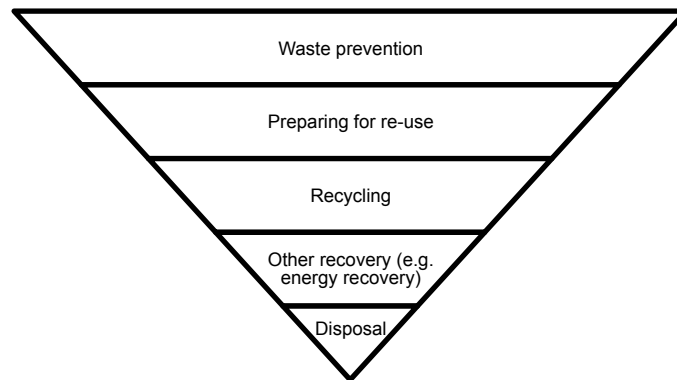 Waste prevention
Preparing for re-use
Recycling
Other recovery (e.g.
energy recovery)
Disposal